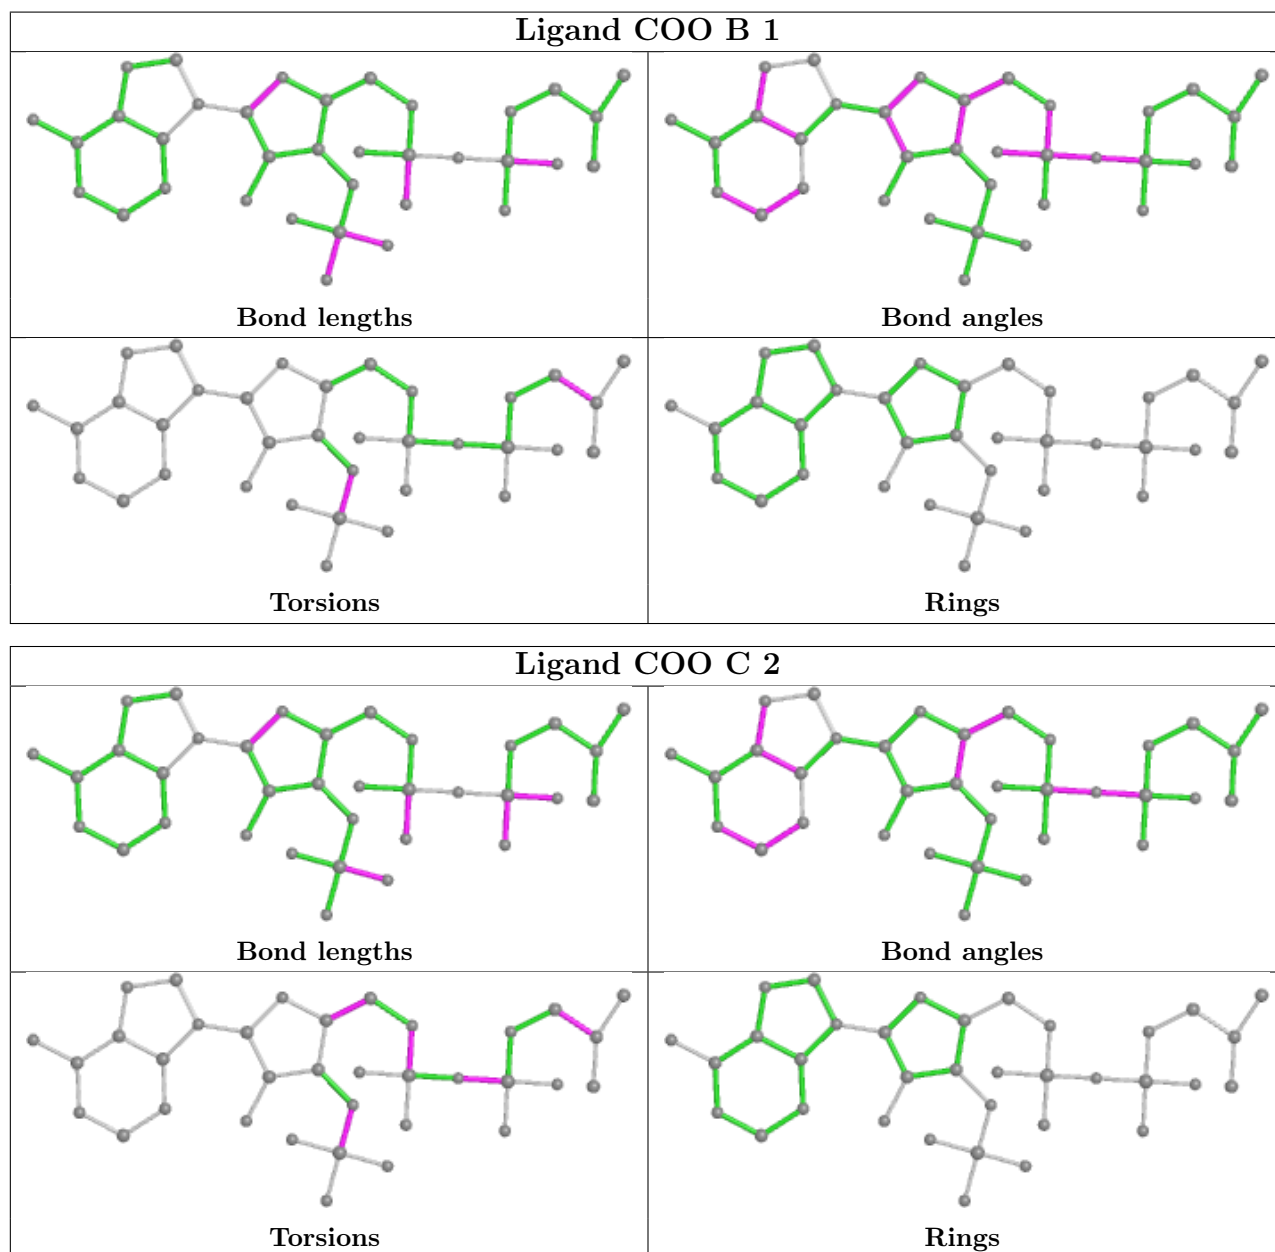 Ligand COO B 1
Bond lengths
Bond angles
Torsions
Rings
Ligand COO C 2
Bond lengths
Bond angles
Torsions
Rings